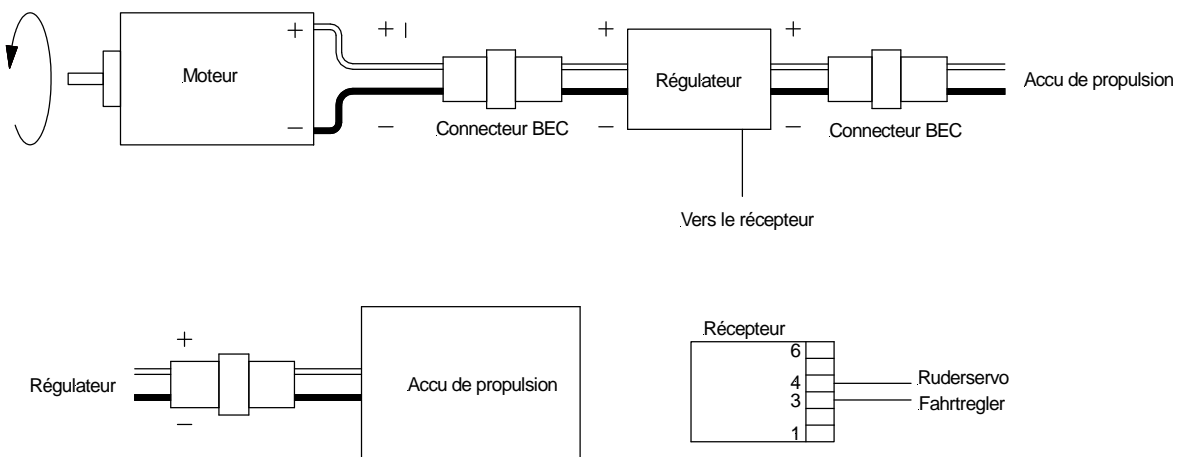 + + | + +
Moteur Régulateur Accu de propulsion
− − − −
Connecteur BEC Connecteur BEC
Vers le récepteur
Récepteur
+
6
Régulateur Accu de propulsion
4 Ruderservo
3 Fahrtregler
−
1